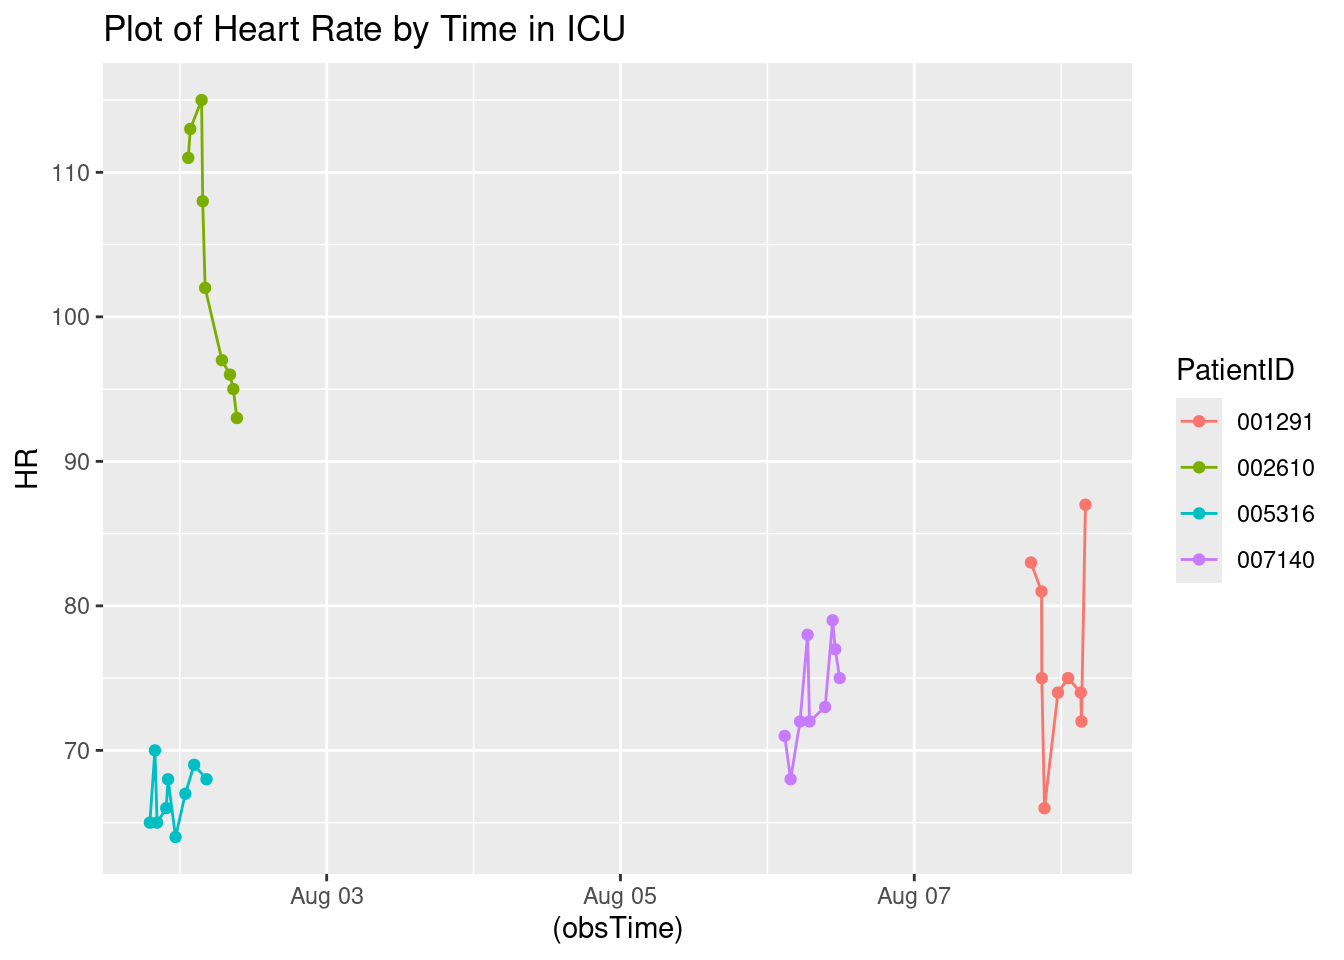 Plot of Heart Rate by Time in ICU
110
100
90
80
70
HR
Aug 03
Aug 05
Aug 07
(obsTime)
PatientID
001291
002610
005316
007140